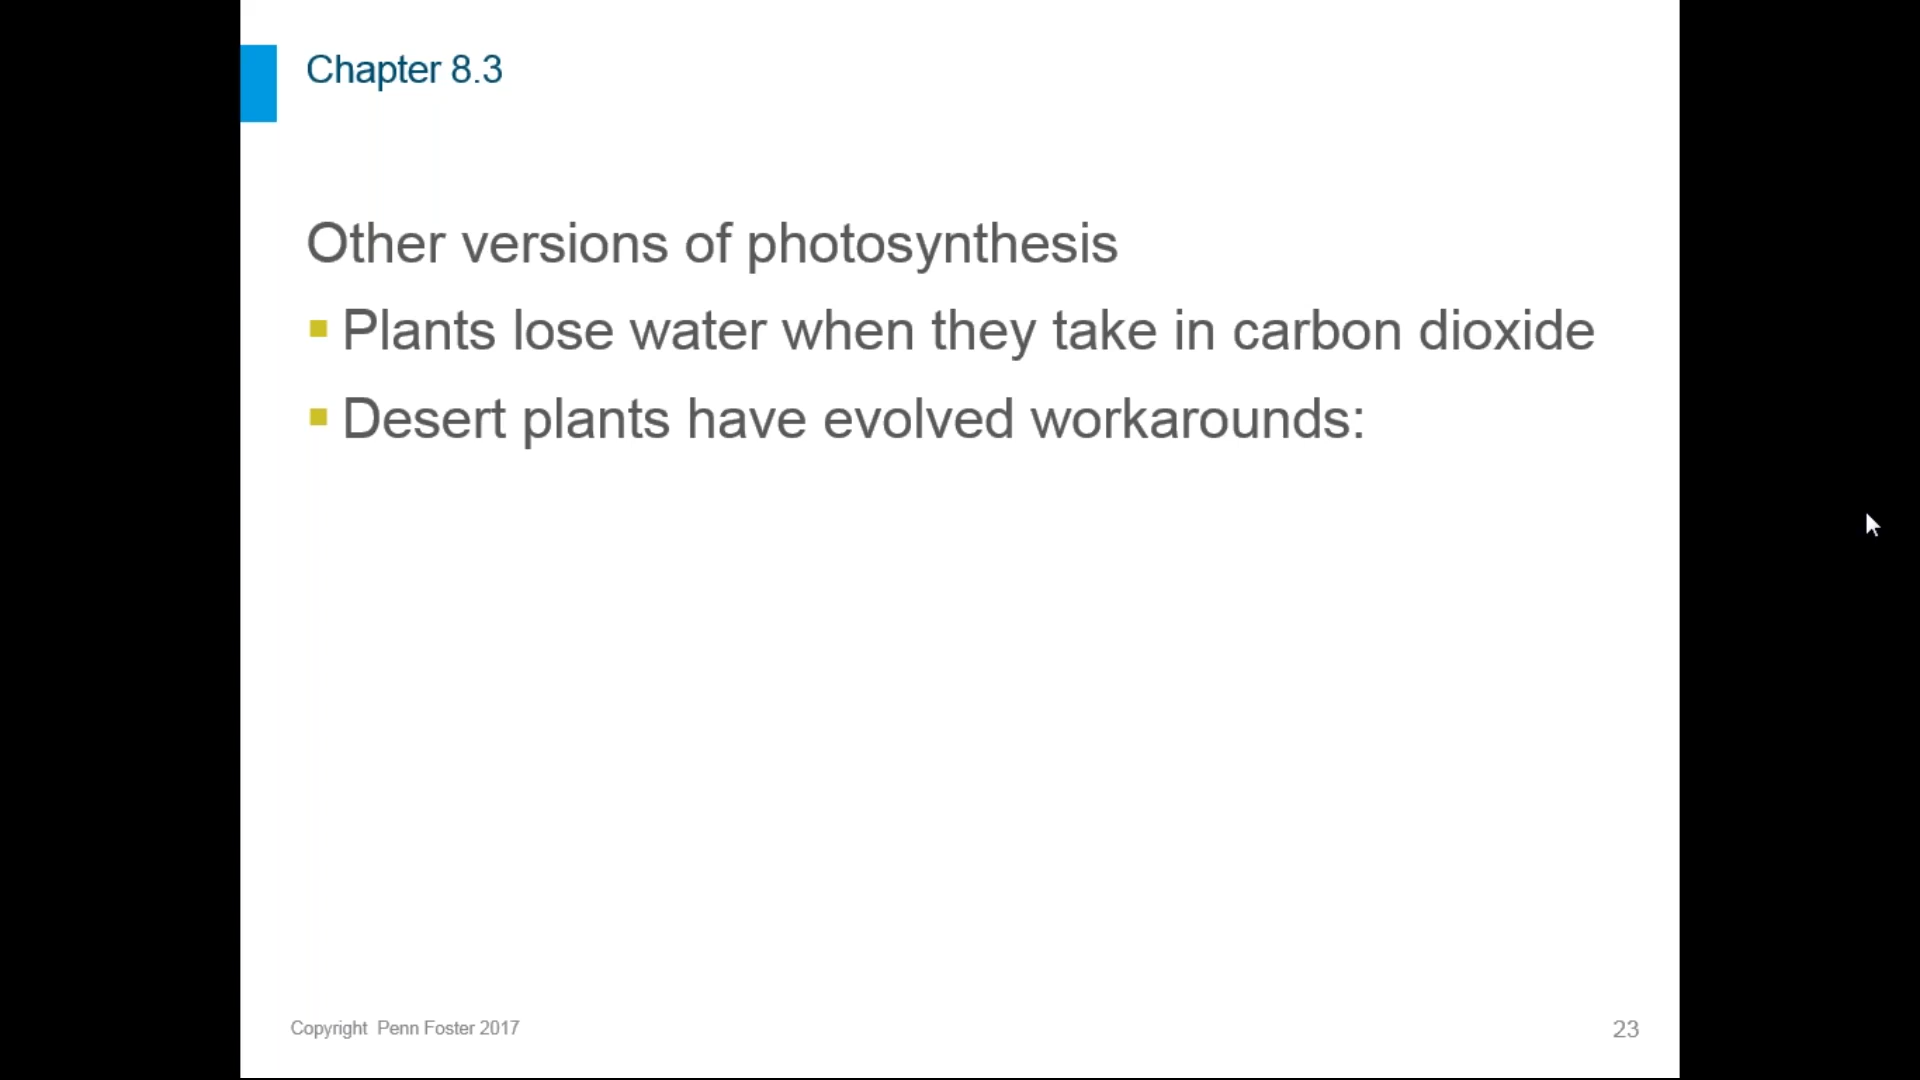 Chapter 8.3
Other versions of photosynthesis
Plants lose water when they take in carbon dioxide
Desert plants have evolved workarounds:
Copyright Penn Foster 2017
23